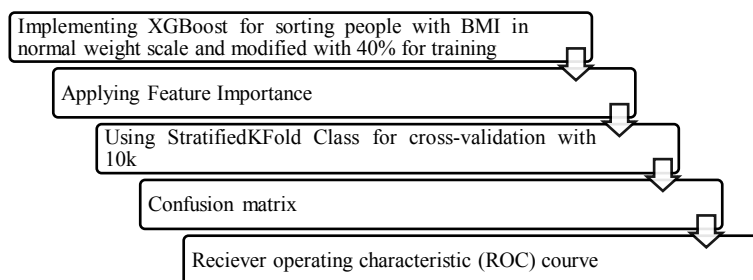 Implementing XGBoost for sorting people with BMI in
normal weight scale and modified with 40% for training
Applying Feature Importance
Using StratifiedKFold Class for cross-validation with
10k
Confusion matrix
Reciever operating characteristic (ROC) courve